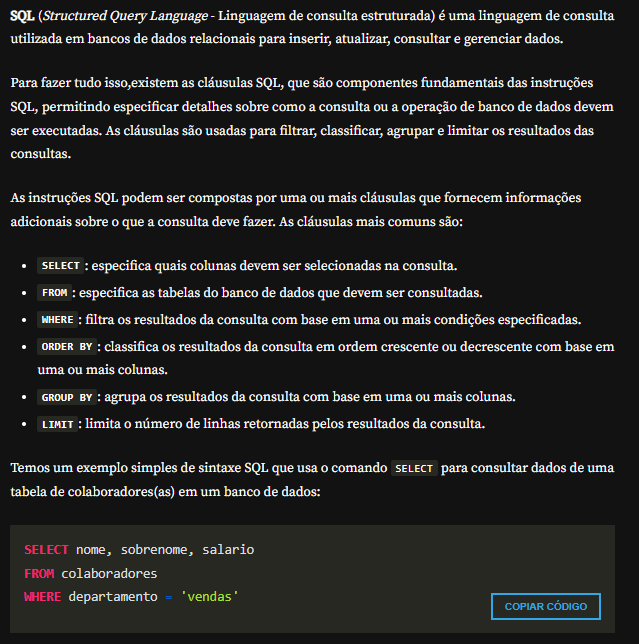 SQL (Structured Query Language - Linguagem de consulta estruturada) é uma linguagem de consulta
utilizada em bancos de dados relacionais para inserir, atualizar, consultar e gerenciar dados.
Para fazer tudo isso,existem as cláusulas SQL, que são componentes fundamentais das instruções
SQL, permitindo especificar detalhes sobre como a consulta ou a operação de banco de dados devem
ser executadas. As cláusulas são usadas para filtrar, classificar, agrupar e limitar os resultados das
consultas.
As instruções SQL podem ser compostas por uma ou mais cláusulas que fornecem informações
adicionais sobre o que a consulta deve fazer. As cláusulas mais comuns são:
• SELECT : especifica quais colunas devem ser selecionadas na consulta.
• FROM : especifica as tabelas do banco de dados que devem ser consultadas.
• WHERE : filtra os resultados da consulta com base em uma ou mais condições especificadas.
• ORDER BY : classifica os resultados da consulta em ordem crescente ou decrescente com base em
uma ou mais colunas.
• GROUP BY : agrupa os resultados da consulta com base em uma ou mais colunas.
• LIMIT : limita o número de linhas retornadas pelos resultados da consulta.
Temos um exemplo simples de sintaxe SQL que usa o comando SELECT para consultar dados de uma
tabela de colaboradores(as) em um banco de dados:
SELECT nome, sobrenome, salario
FROM colaboradores
WHERE departamento = 'vendas'
COPIAR CÓDIGO